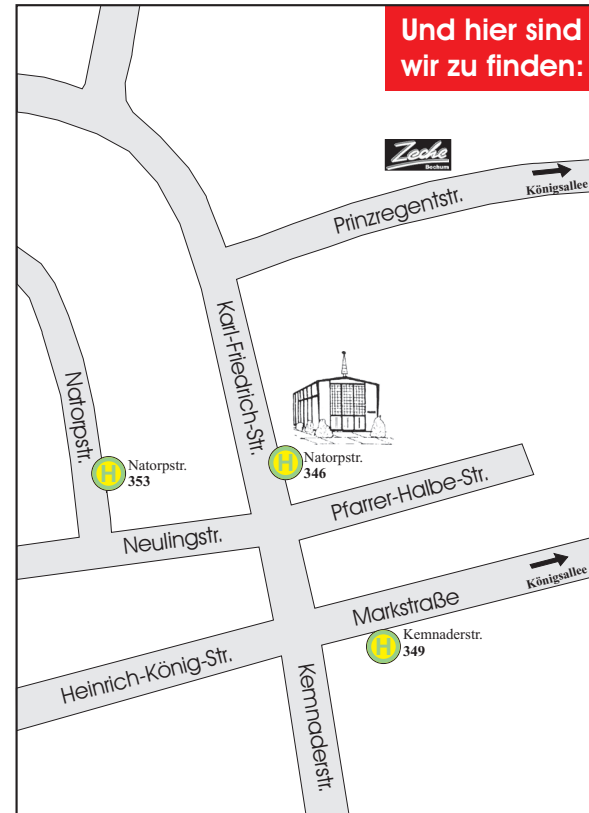 Und hier sind
wir zu finden:
Zeche
Bochum
Königsallee
Prinzregentstr.
Karl-Friedrich-Str.
Natorpstr.
H
Natorpstr.
353
H
Natorpstr.
346
Pfarrer-Halbe-Str.
Neulingstr.
Königsallee
Markstraße
H
Kemnaderstr.
349
Heinrich-König-Str.
Kemnaderstr.